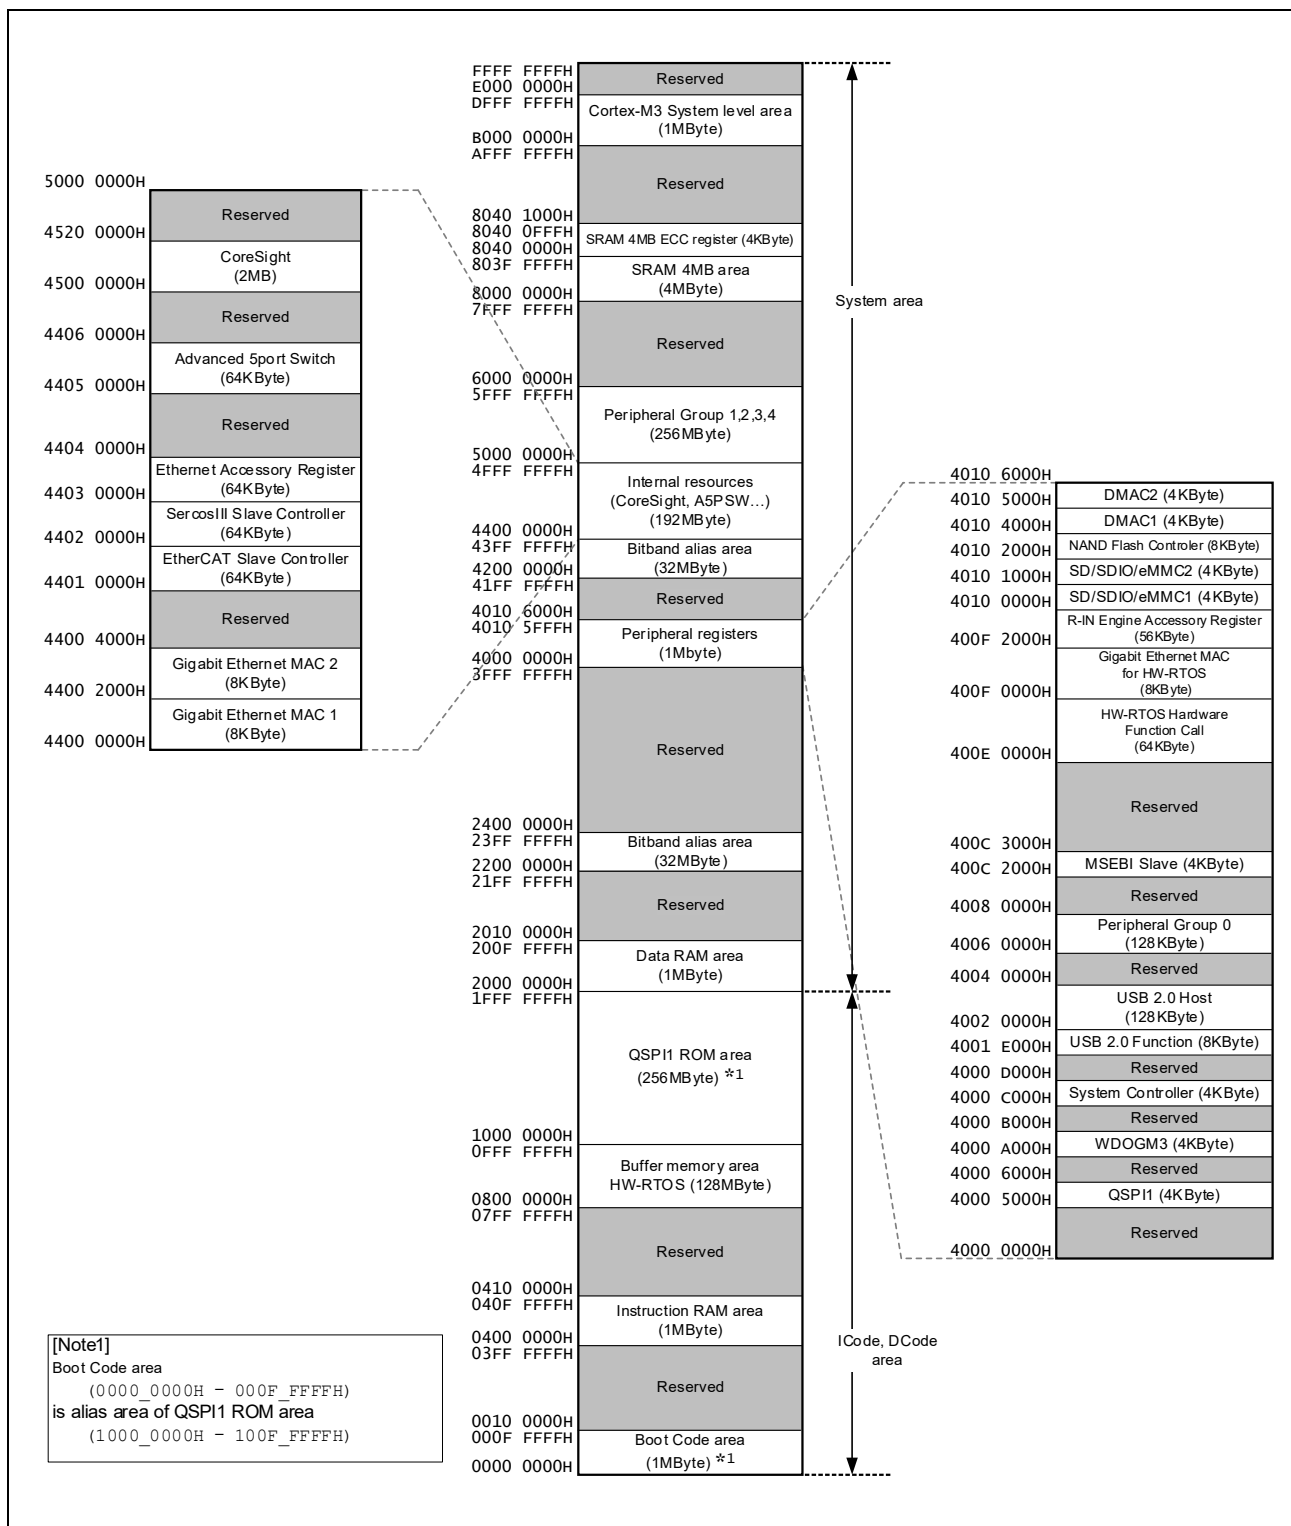 5000 0000H
Reserved
4520 0000H
CoreSight
(2MB)
4500 0000H
Reserved
4406 0000H
Advanced 5port Switch
(64KByte)
4405 0000H
Reserved
4404 0000H
Ethernet Accessory Register
(64KByte)
4403 0000H
SercosIII Slave Controller
(64KByte)
4402 0000H
EtherCAT Slave Controller
(64KByte)
4401 0000H
Reserved
4400 4000H
Gigabit Ethernet MAC 2
(8KByte)
4400 2000H
Gigabit Ethernet MAC 1
(8KByte)
4400 0000H
FFFF FFFFH
Reserved
E000 0000H
DFFF FFFFH
Cortex-M3 System level area
(1MByte)
B000 0000H
AFFF FFFFH
Reserved
8040 1000H
8040 0FFFH
SRAM 4MB ECC register (4KByte)
8040 0000H
803F FFFFH
SRAM 4MB area
(4MByte)
8000 0000H
7FFF FFFFH
Reserved
6000 0000H
5FFF FFFFH
Peripheral Group 1,2,3,4
(256MByte)
5000 0000H
4FFF FFFFH
Internal resources
(CoreSight, A5PSW...)
(192MByte)
4400 0000H
43FF FFFFH
Bitband alias area
(32MByte)
4200 0000H
41FF FFFFH
Reserved
4010 6000H
4010 5FFFH
Peripheral registers
(1Mbyte)
4000 0000H
3FFF FFFFH
Reserved
2400 0000H
23FF FFFFH
Bitband alias area
(32MByte)
2200 0000H
21FF FFFFH
Reserved
2010 0000H
200F FFFFH
Data RAM area
(1MByte)
2000 0000H
1FFF FFFFH
QSPI1 ROM area
(256MByte) *1
1000 0000H
0FFF FFFFH
Buffer memory area
HW-RTOS (128MByte)
0800 0000H
07FF FFFFH
Reserved
0410 0000H
040F FFFFH
Instruction RAM area
(1MByte)
0400 0000H
03FF FFFFH
Reserved
0010 0000H
000F FFFFH
Boot Code area
(1MByte) *1
0000 0000H
System area
ICode, DCode
area
4010 6000H
DMAC2 (4KByte)
4010 5000H
DMAC1 (4KByte)
4010 4000H
NAND Flash Controler (8KByte)
4010 2000H
SD/SDIO/eMMC2 (4KByte)
4010 1000H
SD/SDIO/eMMC1 (4KByte)
4010 0000H
R-IN Engine Accessory Register
(56KByte)
400F 2000H
Gigabit Ethernet MAC
for HW-RTOS
(8KByte)
400F 0000H
HW-RTOS Hardware
Function Call
(64KByte)
400E 0000H
Reserved
400C 3000H
MSEBI Slave (4KByte)
400C 2000H
Reserved
4008 0000H
Peripheral Group 0
(128KByte)
4006 0000H
Reserved
4004 0000H
USB 2.0 Host
(128KByte)
4002 0000H
USB 2.0 Function (8KByte)
4001 E000H
Reserved
4000 D000H
System Controller (4KByte)
4000 C000H
Reserved
4000 B000H
WDOGM3 (4KByte)
4000 A000H
Reserved
4000 6000H
QSPI1 (4KByte)
4000 5000H
Reserved
4000 0000H
[Note1]
Boot Code area
(0000_0000H - 000F_FFFFH)
is alias area of QSPI1 ROM area
(1000_0000H - 100F_FFFFH)